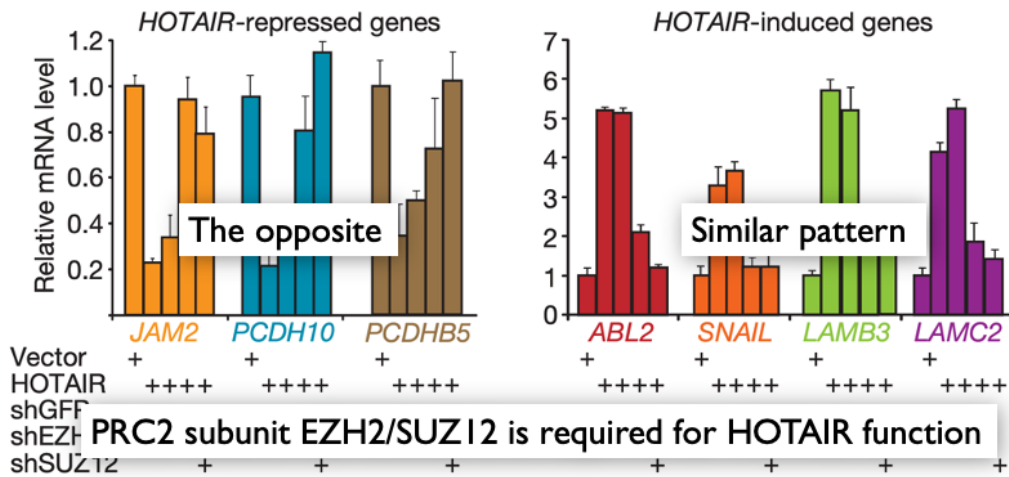 HOTAIR-repressed genes
HOTAIR-induced genes
Relative mRNA level
1.2
1.0
0.8
0.6
0.4
0.2
7
6
5
4
3
2
1
0
The opposite
Similar pattern
JAM2 PCDH10 PCDHB5
ABL2 SNAIL LAMB3 LAMC2
Vector + + + + + + +
HOTAIR ++++ ++++ ++++ ++++ ++++ ++++ ++++
shGFP
PRC2 subunit EZH2/SUZ12 is required for HOTAIR function
shSUZ12 + + + + + + +